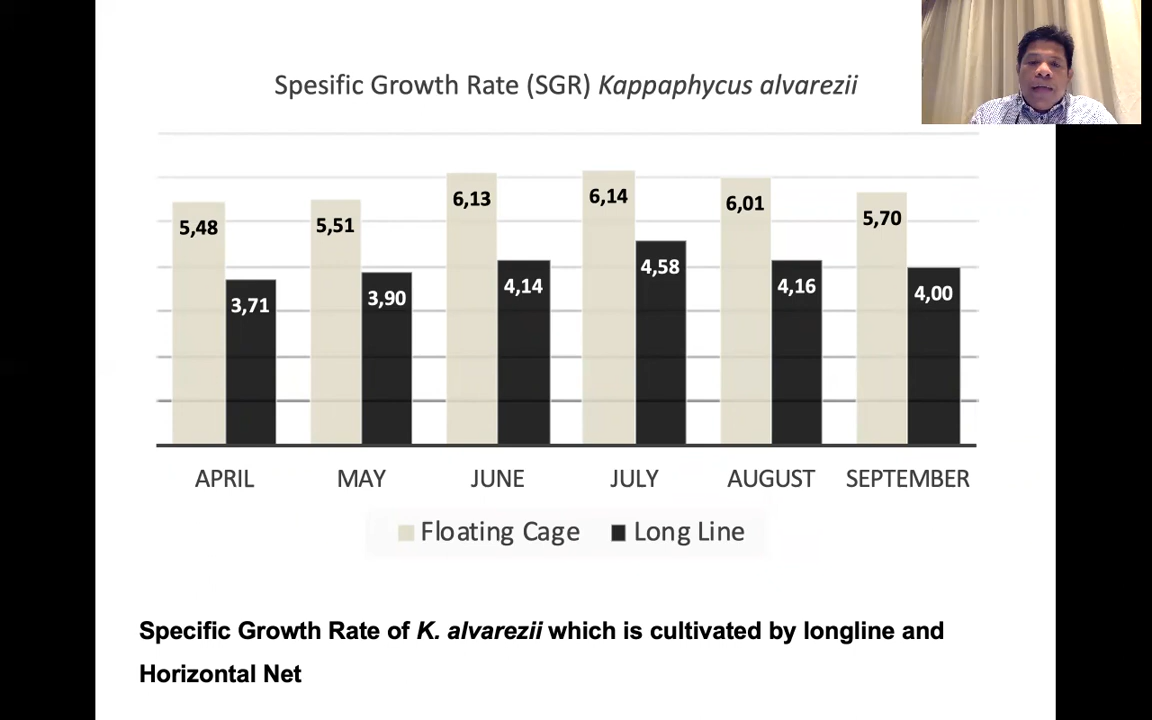 Spesific Growth Rate (SGR) Kappaphycus alvarezii
5,48 3,71 5,51 3,90 6,13 4,14 6,14 4,58 6,01 4,16 5,70 4,00
APRIL MAY JUNE JULY AUGUST SEPTEMBER
Floating Cage Long Line
Specific Growth Rate of K. alvarezii which is cultivated by longline and
Horizontal Net